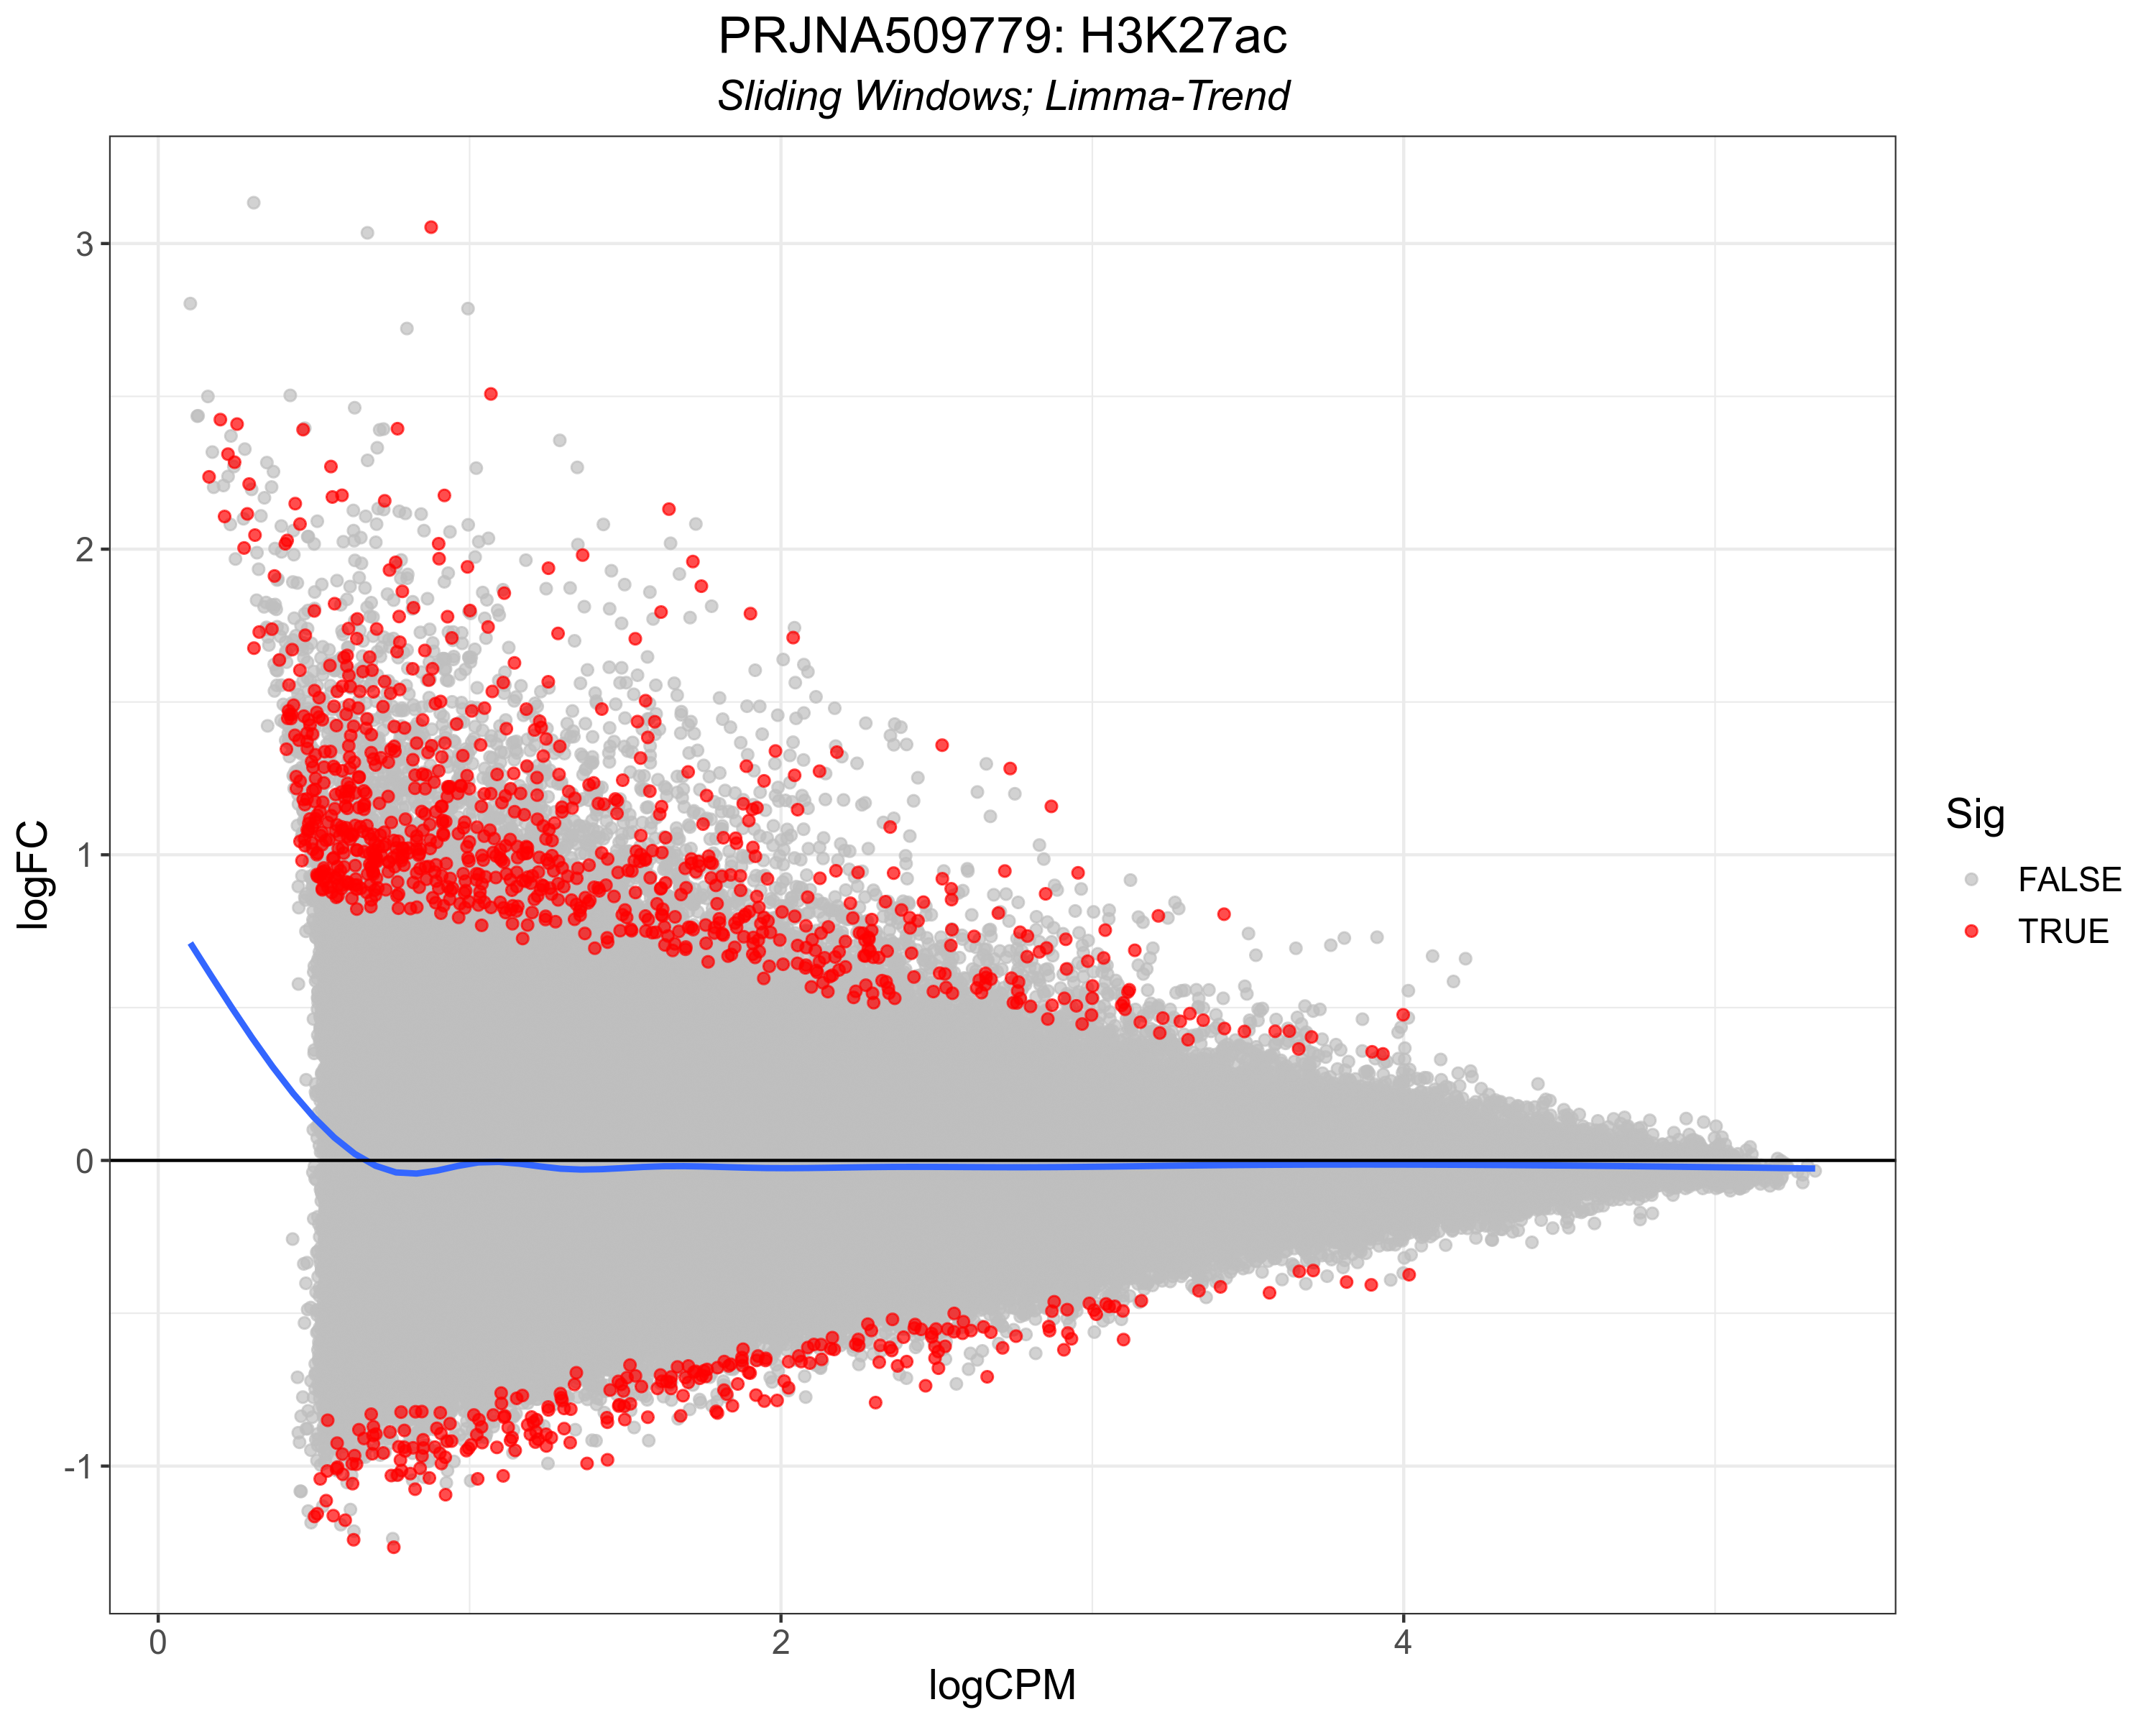 PRJNA509779: H3K27ac
Sliding Windows; Limma-Trend
3
2
1
0
-1
logFC
0
2
4
logCPM
Sig
FALSE
TRUE